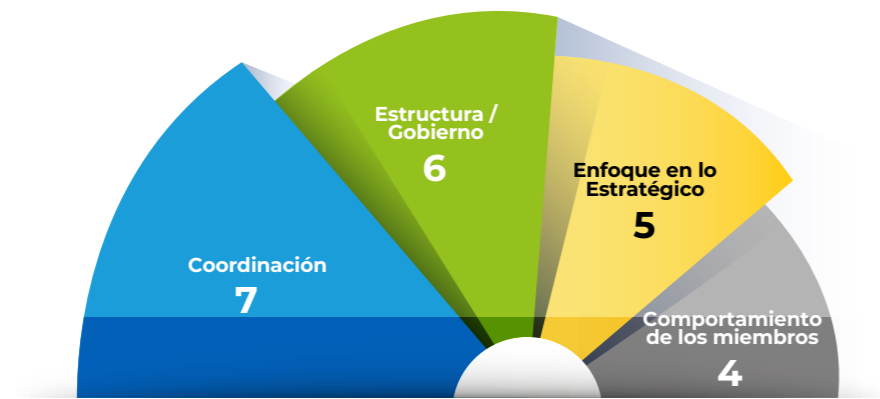 Coordinación
7
Estructura /
Gobierno
6
Enfoque en lo
Estratégico
5
Comportamiento
de los miembros
4